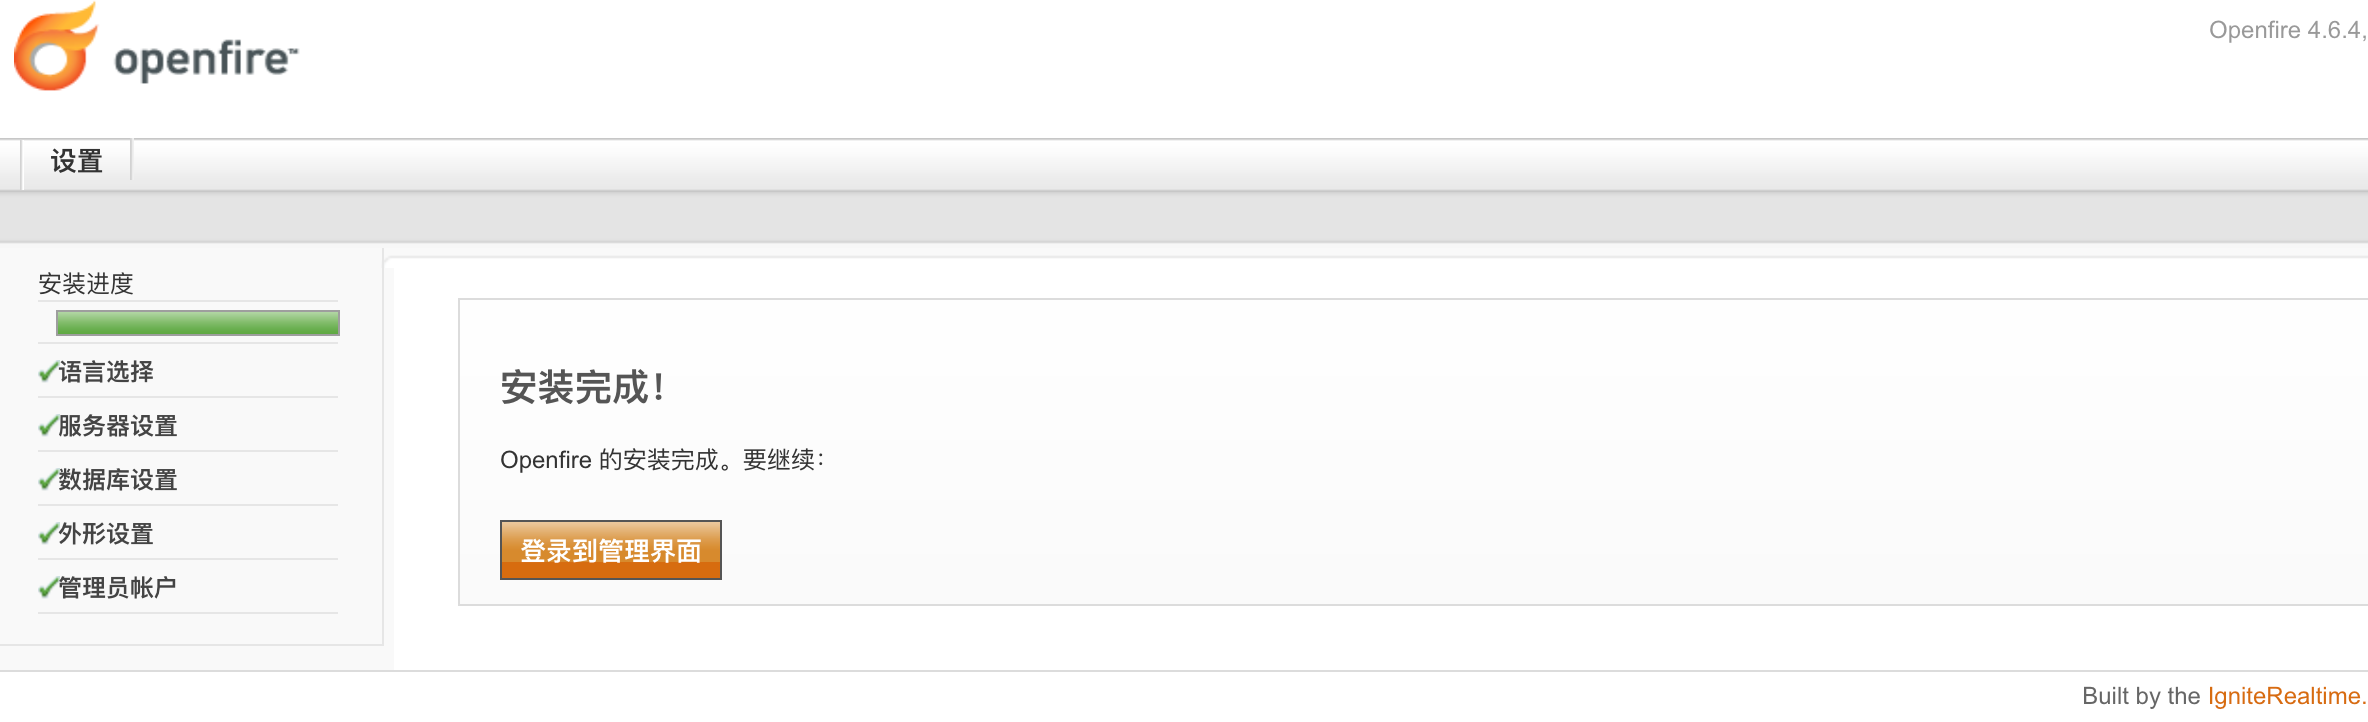 openfire™
Openfire 4.6.4,
设置
安装进度
语言选择
服务器设置
数据库设置
外形设置
管理员帐户
安装完成！
Openfire 的安装完成。要继续：
登录到管理界面
Built by the IgniteRealtime.